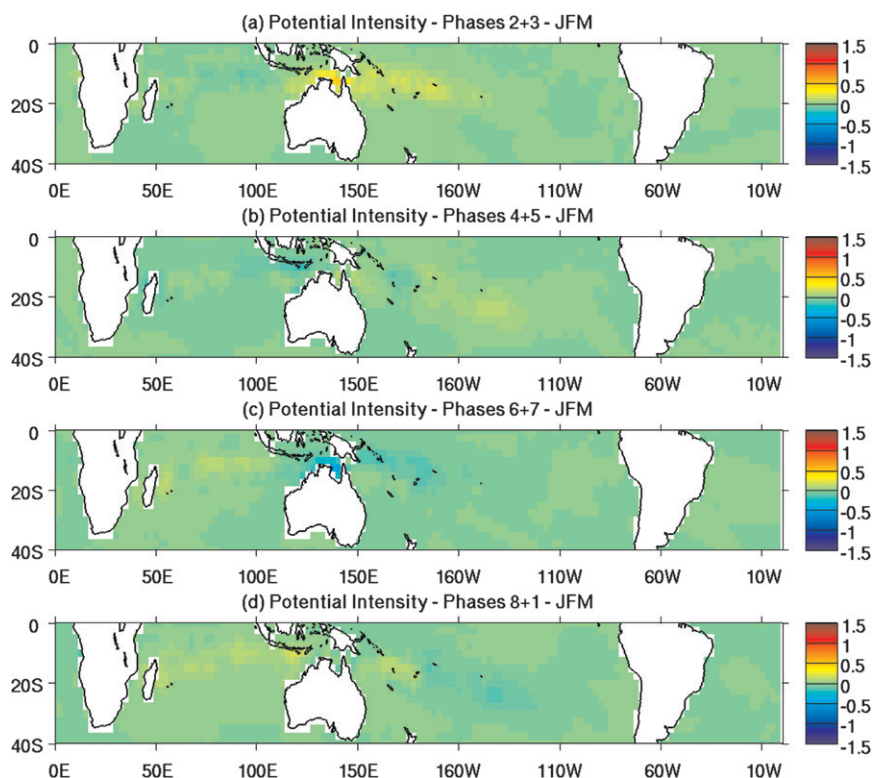 (a) Potential Intensity - Phases 2+3 - JFM
0
20S
40S
0E 50E 100E 150E 160W 110W 60W 10W
1.5
1
0.5
0
-0.5
-1
-1.5
(b) Potential Intensity - Phases 4+5 - JFM
0
20S
40S
0E 50E 100E 150E 160W 110W 60W 10W
1.5
1
0.5
0
-0.5
-1
-1.5
(c) Potential Intensity - Phases 6+7 - JFM
0
20S
40S
0E 50E 100E 150E 160W 110W 60W 10W
1.5
1
0.5
0
-0.5
-1
-1.5
(d) Potential Intensity - Phases 8+1 - JFM
0
20S
40S
0E 50E 100E 150E 160W 110W 60W 10W
1.5
1
0.5
0
-0.5
-1
-1.5